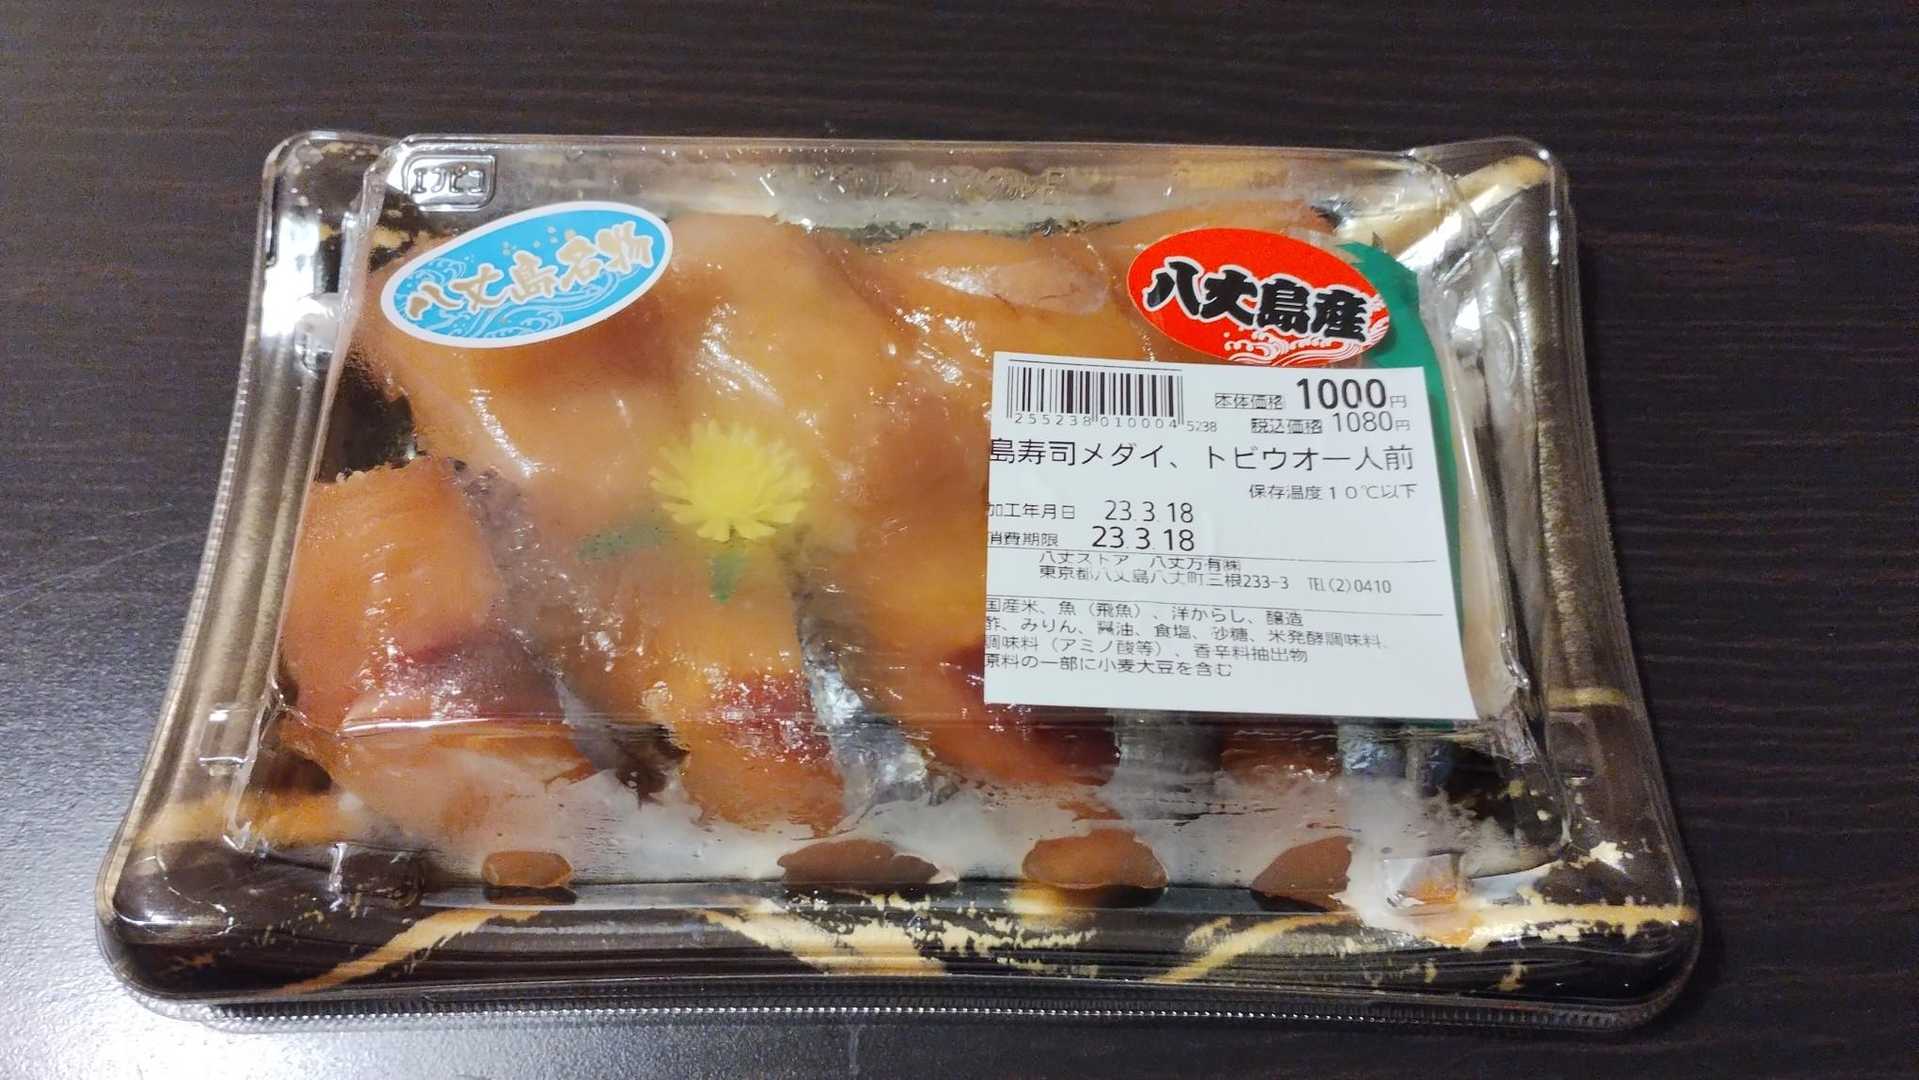 エフピコ
八丈島名物
八丈島産
255238010004 5238
本体価格 1000円
税込価格 1080円
島寿司メダイ、トビウオ一人前
保存温度10℃以下
加工年月日 23.3.18
消費期限 23.3.18
八丈ストア 八丈万有㈱
東京都八丈島八丈町三根233-3 TEL(2)0410
国産米、魚(飛魚)、洋からし、醸造
酢、みりん、醤油、食塩、砂糖、米発酵調味料、
調味料(アミノ酸等)、香辛料抽出物
原料の一部に小麦大豆を含む